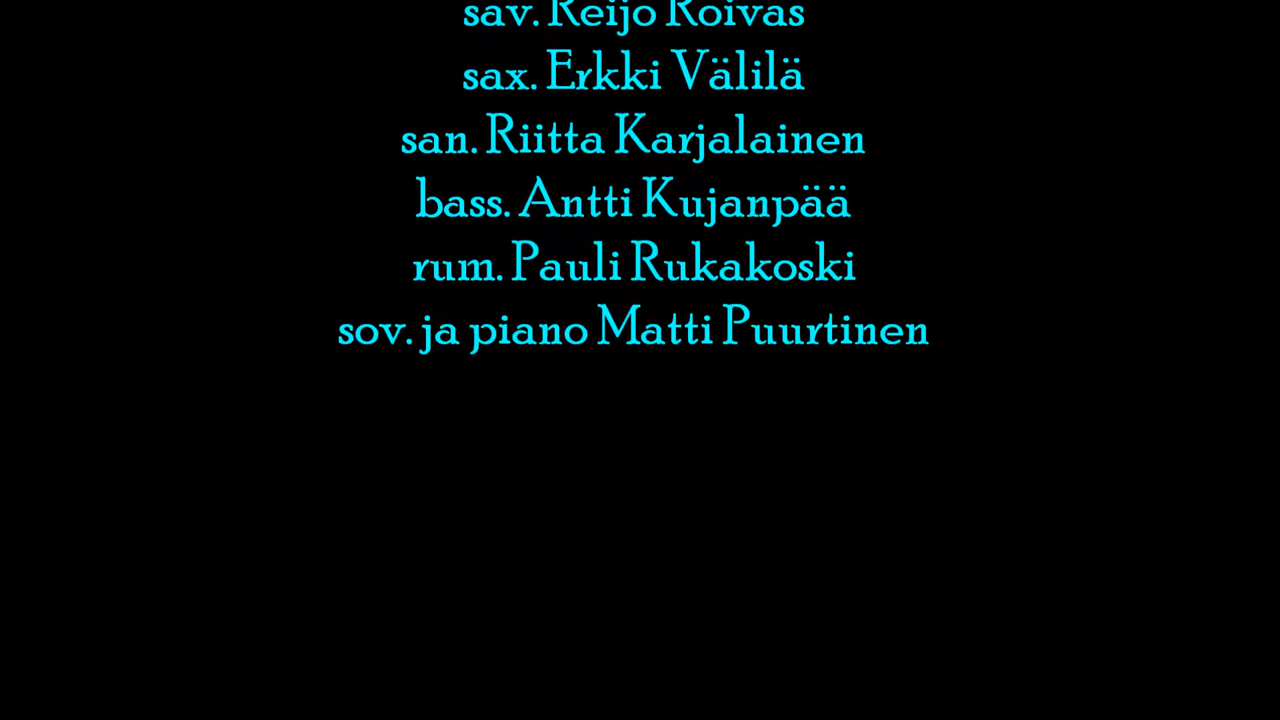 sav. Reijo Roivas
sax. Erkki Välilä
san. Riitta Karjalainen
bass. Antti Kujanpää
rum. Pauli Rukakoski
sov. ja piano Matti Puurtinen